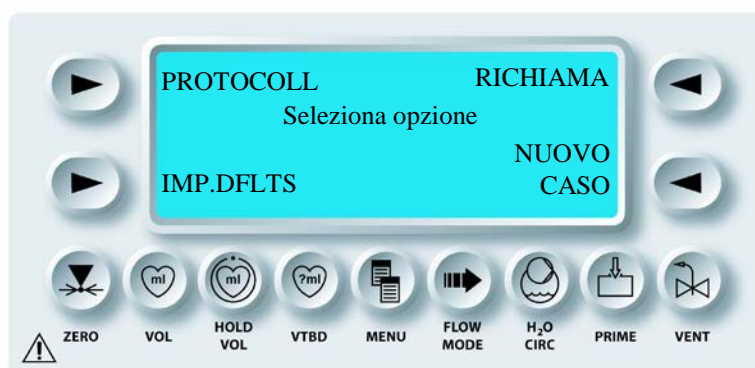 PROTOCOLL RICHIAMA
Seleziona opzione
NUOVO
IMP.DFLTS CASO
ml
ml
?ml
ZERO VOL HOLD VOL VTBD MENU FLOW MODE H₂O CIRC PRIME VENT